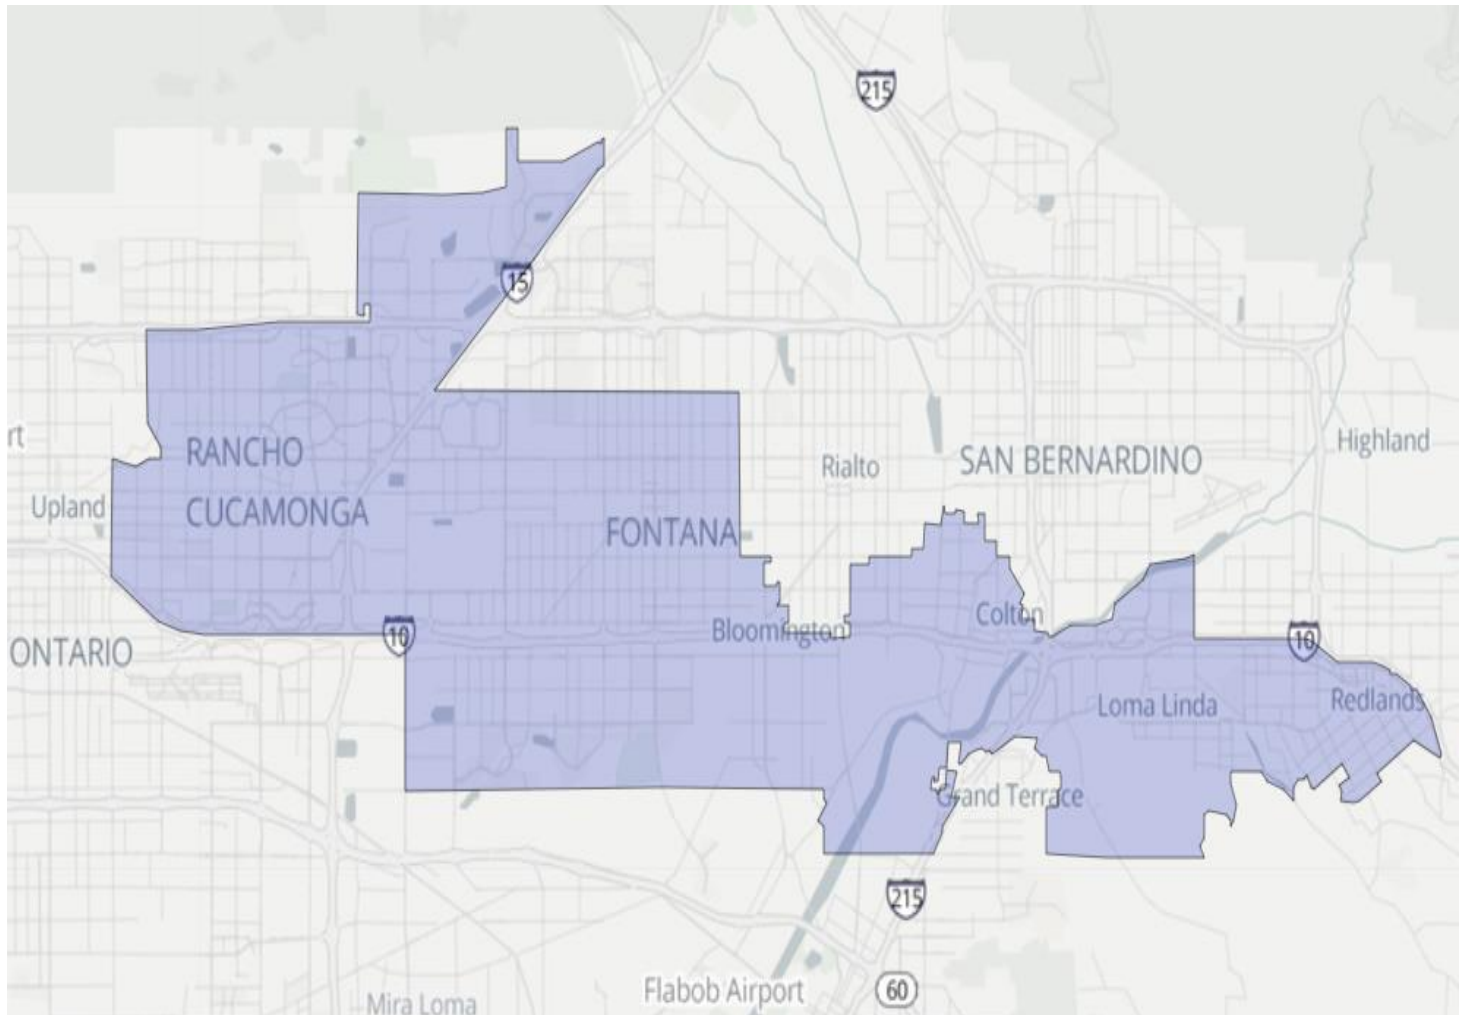 215
15
rt
RANCHO
CUCAMONGA
Upland
FONTANA
Rialto
SAN BERNARDINO
Highland
ONTARIO
10
Bloomington
Colton
10
Loma Linda
Redlands
Grand Terrace
215
Flabob Airport
60
Mira Loma